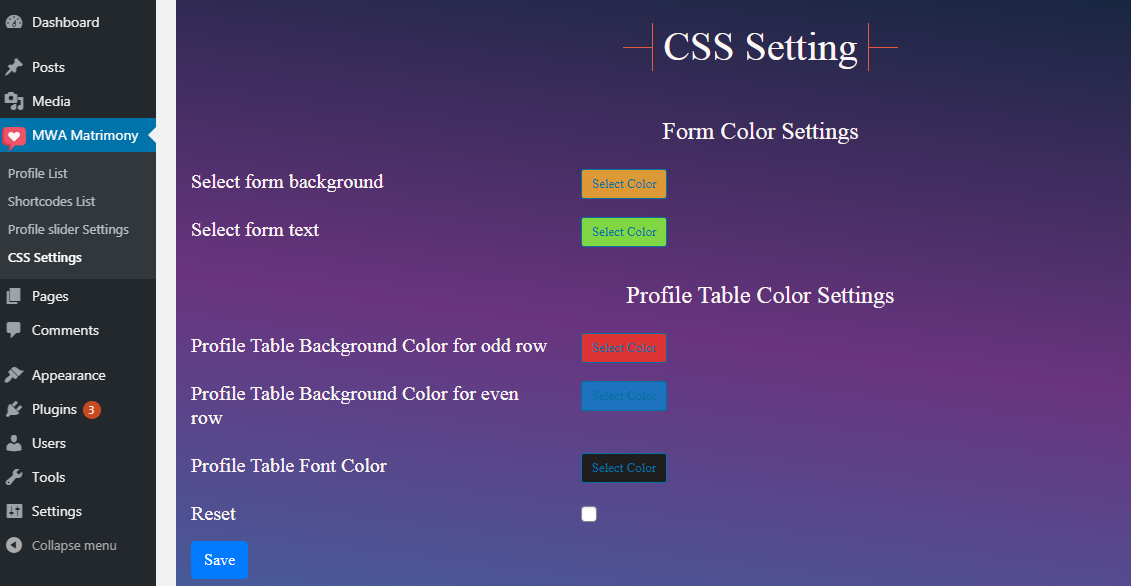 Dashboard
Posts
Media
MWA Matrimony
Profile List
Shortcodes List
Profile slider Settings
CSS Settings
Pages
Comments
Appearance
Plugins 3
Users
Tools
Settings
Collapse menu
CSS Setting
Form Color Settings
Select form background Select Color
Select form text Select Color
Profile Table Color Settings
Profile Table Background Color for odd row Select Color
Profile Table Background Color for even Select Color
row
Profile Table Font Color Select Color
Reset
Save